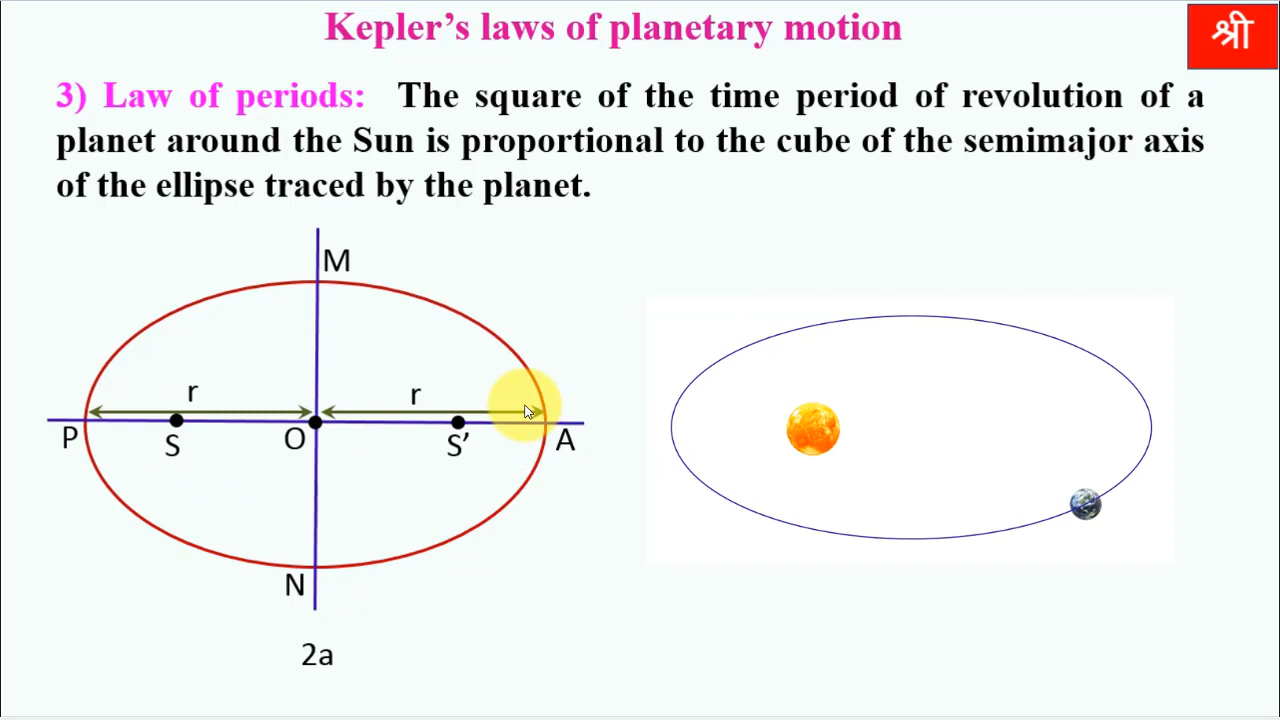 Kepler’s laws of planetary motion
श्री
3) Law of periods: The square of the time period of revolution of a
planet around the Sun is proportional to the cube of the semimajor axis
of the ellipse traced by the planet.
M
r r
P S O S’ A
N
2a